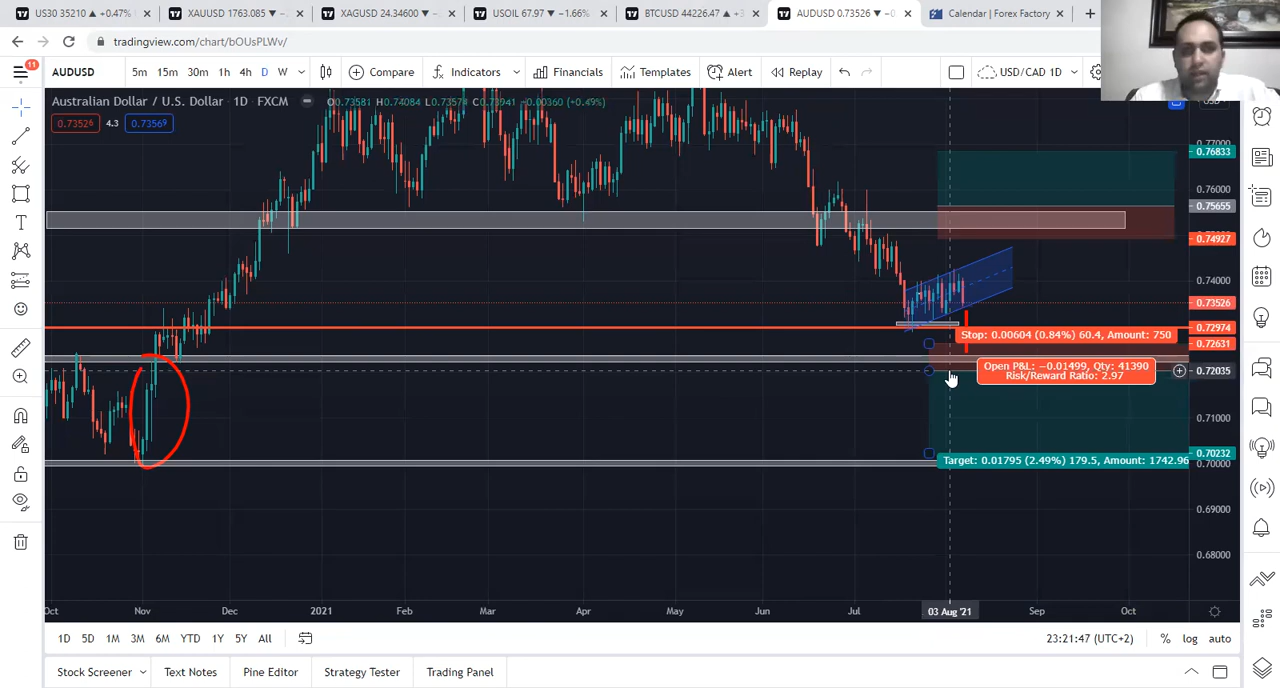 US30 35210 ▲ +0.47%
XAUUSD 1763.085 ▼ −
XAGUSD 24.34600 ▼ −
USOIL 67.97 ▼ −1.66%
BTCUSD 44226.47 ▲ +
AUDUSD 0.73526 ▼ −0
Calendar | Forex Factory
tradingview.com/chart/bOUsPLWv/
11
AUDUSD
5m 15m 30m 1h 4h D W
Compare
Indicators
Financials
Templates
Alert
Replay
USD/CAD 1D
Australian Dollar / U.S. Dollar · 1D · FXCM
O0.73581 H0.74084 L0.73574 C0.73941 −0.00360 (+0.49%)
0.73526 4.3 0.73569
0.77000
0.76833
0.76000
0.75655
0.74927
0.74000
0.73526
0.72974
0.72631
0.72035
0.71000
0.70232
0.70000
0.69000
0.68000
Stop: 0.00604 (0.84%) 60.4, Amount: 750
Open P&L: −0.01499, Qty: 41390
Risk/Reward Ratio: 2.97
Target: 0.01795 (2.49%) 179.5, Amount: 1742.96
Oct Nov Dec 2021 Feb Mar Apr May Jun Jul 03 Aug '21 Sep Oct
1D 5D 1M 3M 6M YTD 1Y 5Y All
23:21:47 (UTC+2) % log auto
Stock Screener
Text Notes
Pine Editor
Strategy Tester
Trading Panel